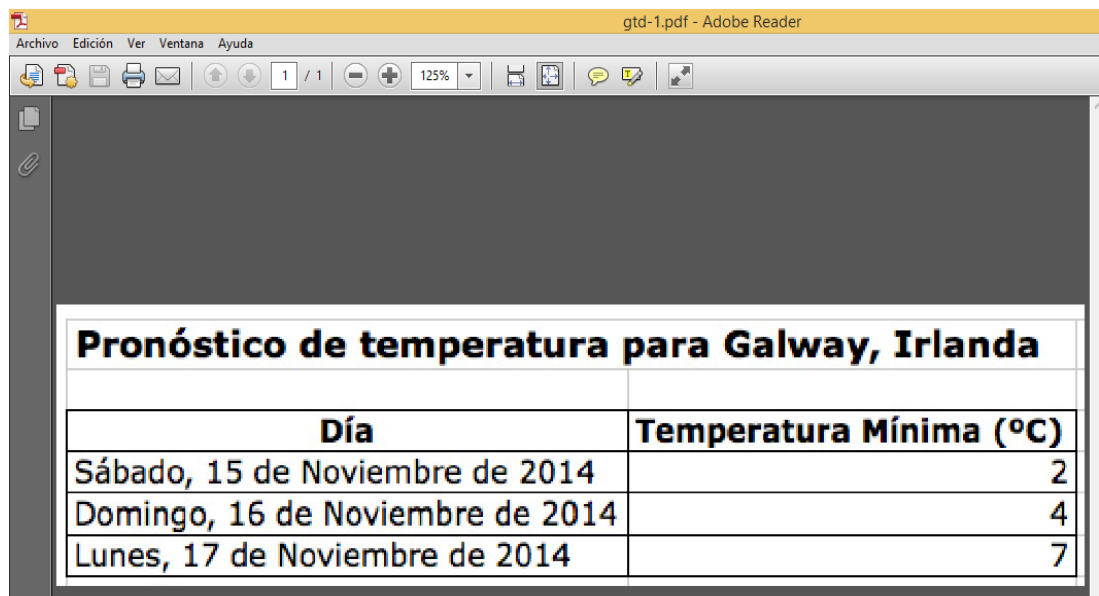 gtd-1.pdf - Adobe Reader
Archivo Edición Ver Ventana Ayuda
1 / 1 125%
Pronóstico de temperatura para Galway, Irlanda
Día Temperatura Mínima (ºC)
Sábado, 15 de Noviembre de 2014 2
Domingo, 16 de Noviembre de 2014 4
Lunes, 17 de Noviembre de 2014 7